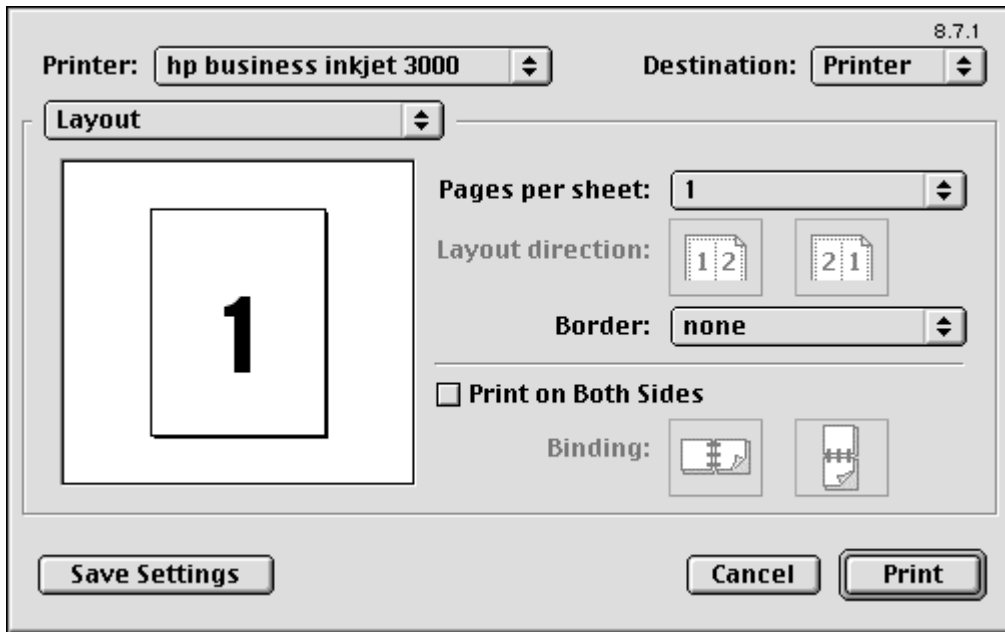 8.7.1
Printer: hp business inkjet 3000 Destination: Printer
Layout
1
Pages per sheet: 1
Layout direction: 1 2 2 1
Border: none
Print on Both Sides
Binding:
Save Settings Cancel Print